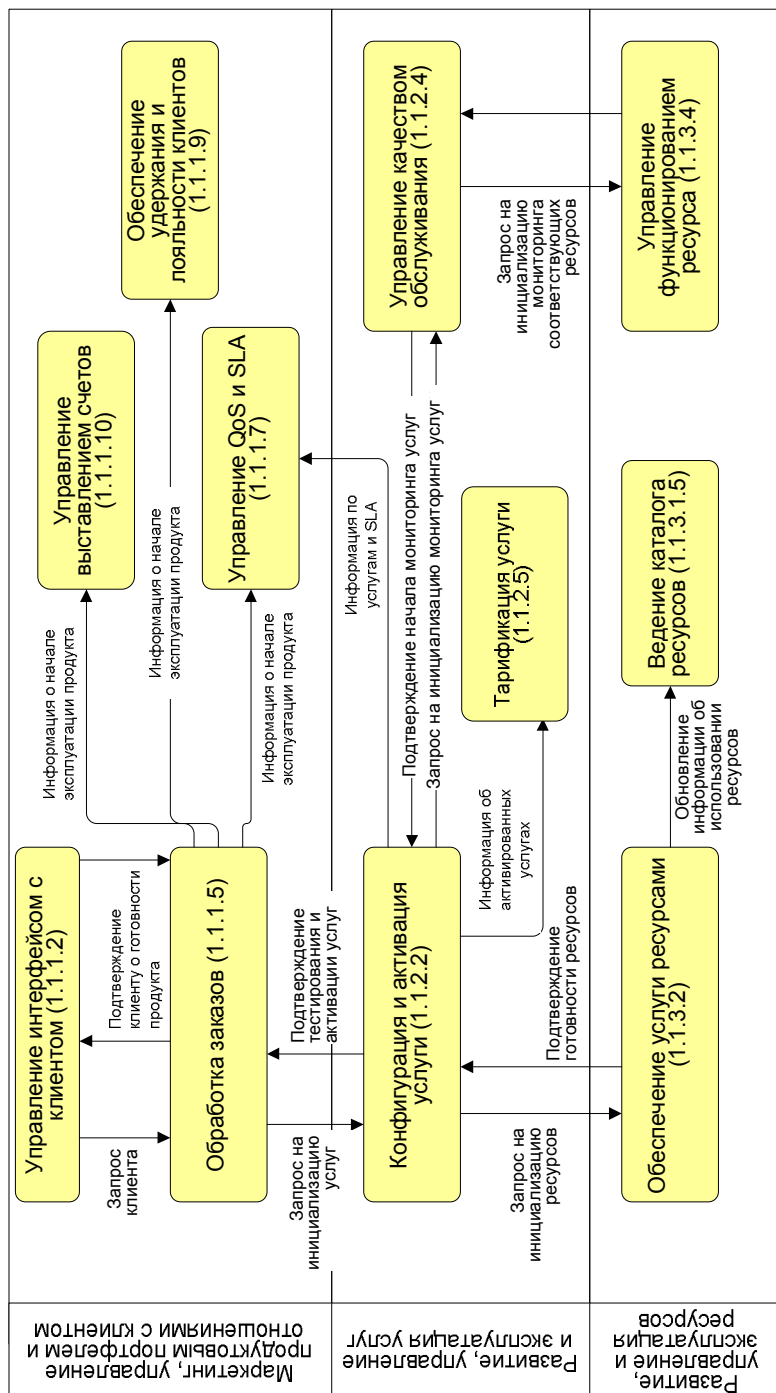 Маркетинг, управление
продуктовым портфелем и
отношениями с клиентом
Управление интерфейсом с
клиентом (1.1.1.2)
Запрос
клиента
Подтверждение
клиенту о готовности
продукта
Обработка заказов (1.1.1.5)
Информация о начале
эксплуатации продукта
Управление
выставлением счетов
(1.1.1.10)
Информация о начале
эксплуатации продукта
Обеспечение
удержания и
лояльности клиентов
(1.1.1.9)
Информация о начале
эксплуатации продукта
Управление QoS и SLA
(1.1.1.7)
Запрос на
инициализацию
услуг
Подтверждение
тестирования и
активации услуг
Информация по
услугам и SLA
Развитие, управление
и эксплуатация услуг
Конфигурация и активация
услуги (1.1.2.2)
Подтверждение начала мониторинга услуг
Запрос на инициализацию мониторинга услуг
Управление качеством
обслуживания (1.1.2.4)
Информация об
активированных
услугах
Тарификация услуги
(1.1.2.5)
Запрос на
инициализацию
ресурсов
Подтверждение
готовности ресурсов
Запрос на
инициализацию
мониторинга
соответствующих
ресурсов
Развитие,
управление и
эксплуатация
ресурсов
Обеспечение услуги ресурсами
(1.1.3.2)
Обновление
информации об
использовании
ресурсов
Ведение каталога
ресурсов (1.1.3.1.5)
Управление
функционированием
ресурса (1.1.3.4)